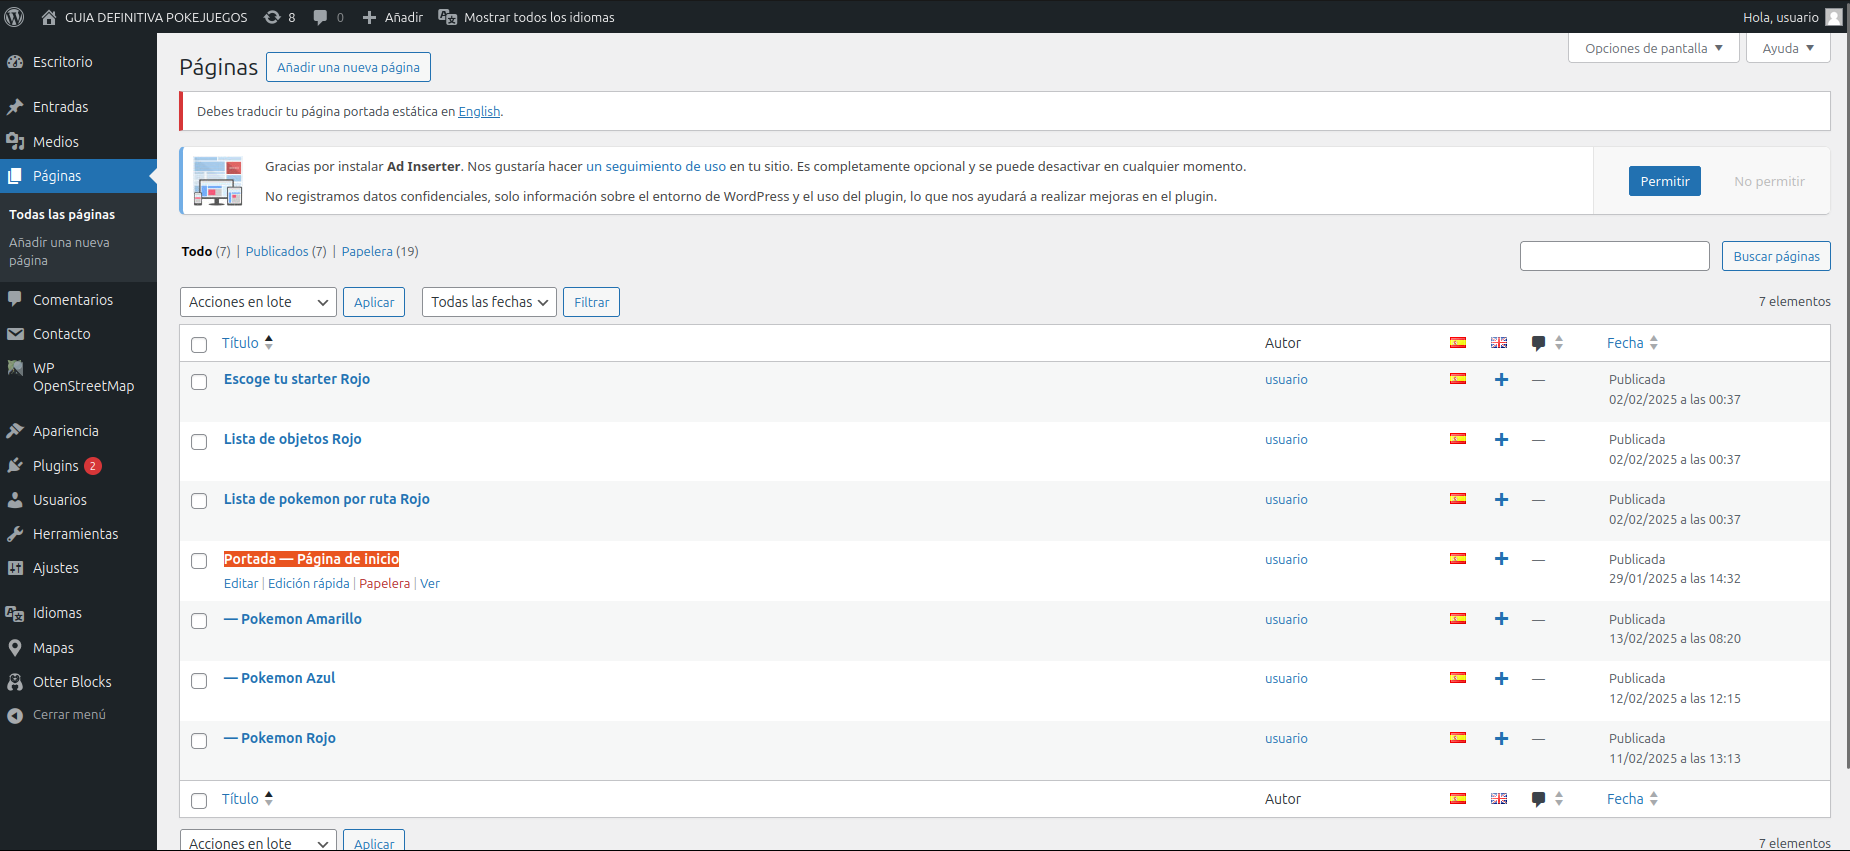 GUIA DEFINITIVA POKEJUEGOS 8 0 Añadir Mostrar todos los idiomas Hola, usuario
Escritorio
Entradas
Medios
Páginas
Todas las páginas
Añadir una nueva
página
Comentarios
Contacto
WP
OpenStreetMap
Apariencia
Plugins 2
Usuarios
Herramientas
Ajustes
Idiomas
Mapas
Otter Blocks
Cerrar menú
Opciones de pantalla Ayuda
Páginas Añadir una nueva página
Debes traducir tu página portada estática en English.
Gracias por instalar Ad Inserter. Nos gustaría hacer un seguimiento de uso en tu sitio. Es completamente opcional y se puede desactivar en cualquier momento.
No registramos datos confidenciales, solo información sobre el entorno de WordPress y el uso del plugin, lo que nos ayudará a realizar mejoras en el plugin.
Permitir No permitir
Todo (7) | Publicados (7) | Papelera (19)
Buscar páginas
Acciones en lote Aplicar Todas las fechas Filtrar 7 elementos
Título Autor Fecha
Escoge tu starter Rojo usuario + — Publicada
02/02/2025 a las 00:37
Lista de objetos Rojo usuario + — Publicada
02/02/2025 a las 00:37
Lista de pokemon por ruta Rojo usuario + — Publicada
02/02/2025 a las 00:37
Portada — Página de inicio usuario + — Publicada
Editar | Edición rápida | Papelera | Ver 29/01/2025 a las 14:32
— Pokemon Amarillo usuario + — Publicada
13/02/2025 a las 08:20
— Pokemon Azul usuario + — Publicada
12/02/2025 a las 12:15
— Pokemon Rojo usuario + — Publicada
11/02/2025 a las 13:13
Título Autor Fecha
Acciones en lote Aplicar 7 elementos